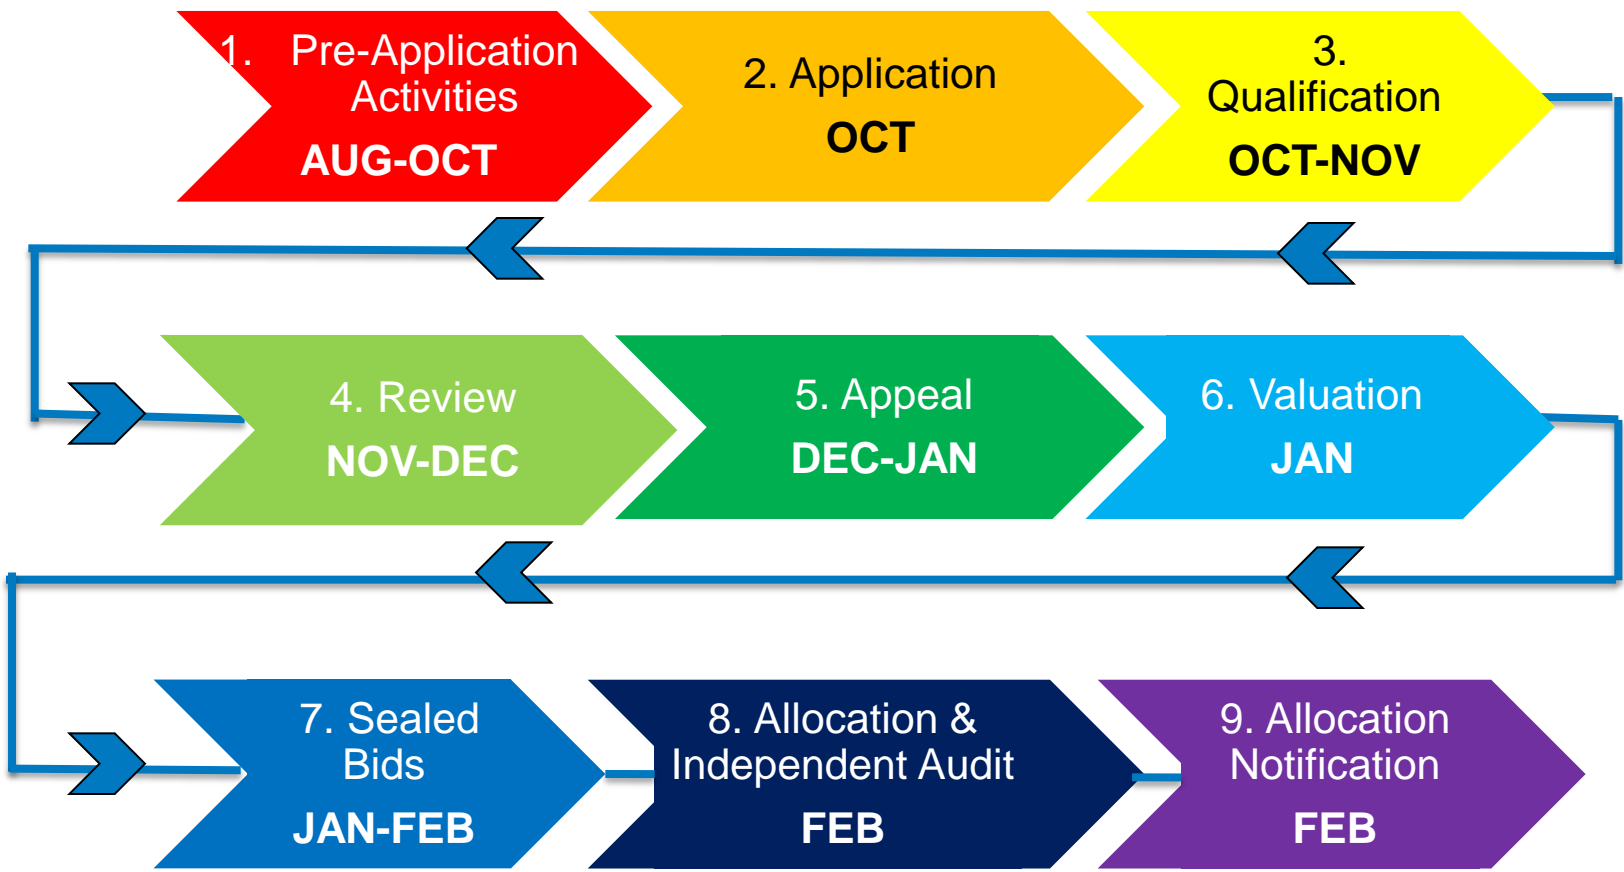 1. Pre-Application
Activities
AUG-OCT
2. Application
OCT
3.
Qualification
OCT-NOV
4. Review
NOV-DEC
5. Appeal
DEC-JAN
6. Valuation
JAN
7. Sealed
Bids
JAN-FEB
8. Allocation &
Independent Audit
FEB
9. Allocation
Notification
FEB